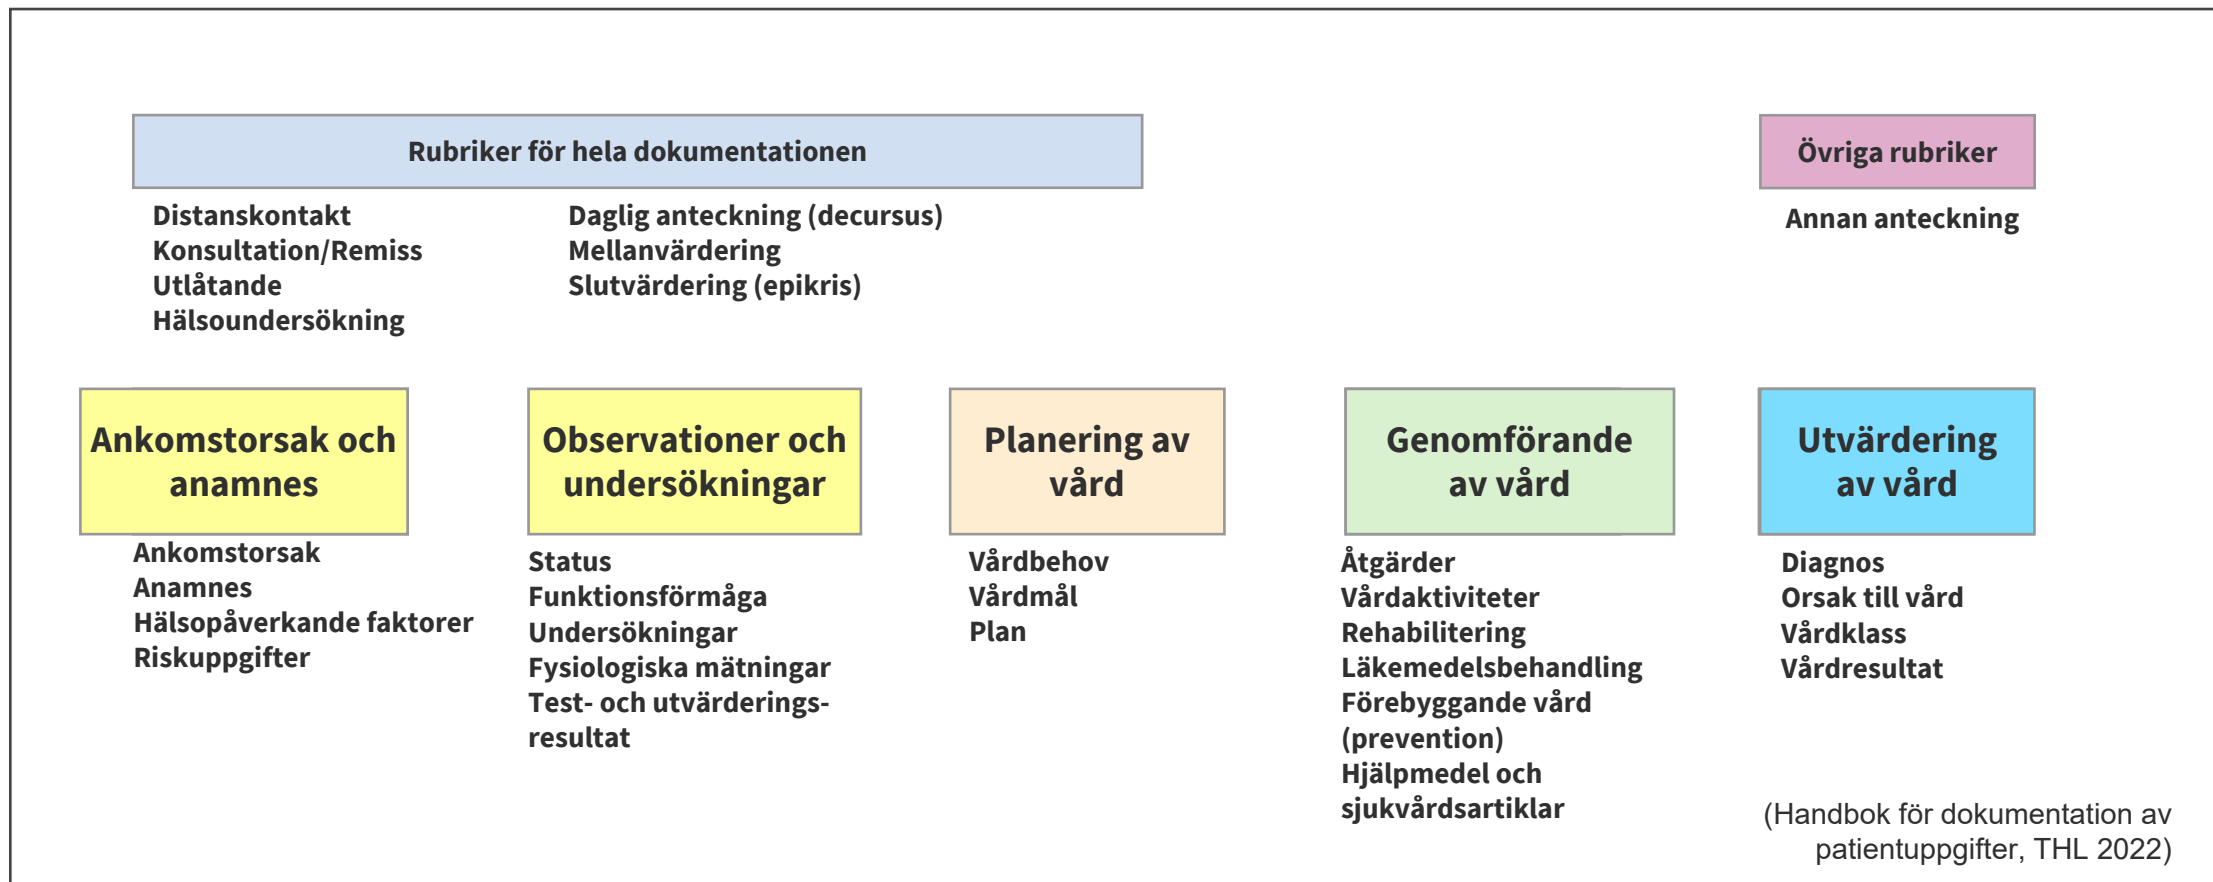 Rubriker för hela dokumentationen
Övriga rubriker
Distanskontakt
Konsultation/Remiss
Utlåtande
Hälsoundersökning
Daglig anteckning (decursus)
Mellanvärdering
Slutvärdering (epikris)
Annan anteckning
Ankomstorsak och
anamnes
Ankomstorsak
Anamnes
Hälsopåverkande faktorer
Riskuppgifter
Observationer och
undersökningar
Status
Funktionsförmåga
Undersökningar
Fysiologiska mätningar
Test- och utvärderings-
resultat
Planering av
vård
Vårdbehov
Vårdmål
Plan
Genomförande
av vård
Åtgärder
Vårdaktiviteter
Rehabilitering
Läkemedelsbehandling
Förebyggande vård
(prevention)
Hjälpmedel och
sjukvårdsartiklar
Utvärdering
av vård
Diagnos
Orsak till vård
Vårdklass
Vårdresultat
(Handbok för dokumentation av
patientuppgifter, THL 2022)